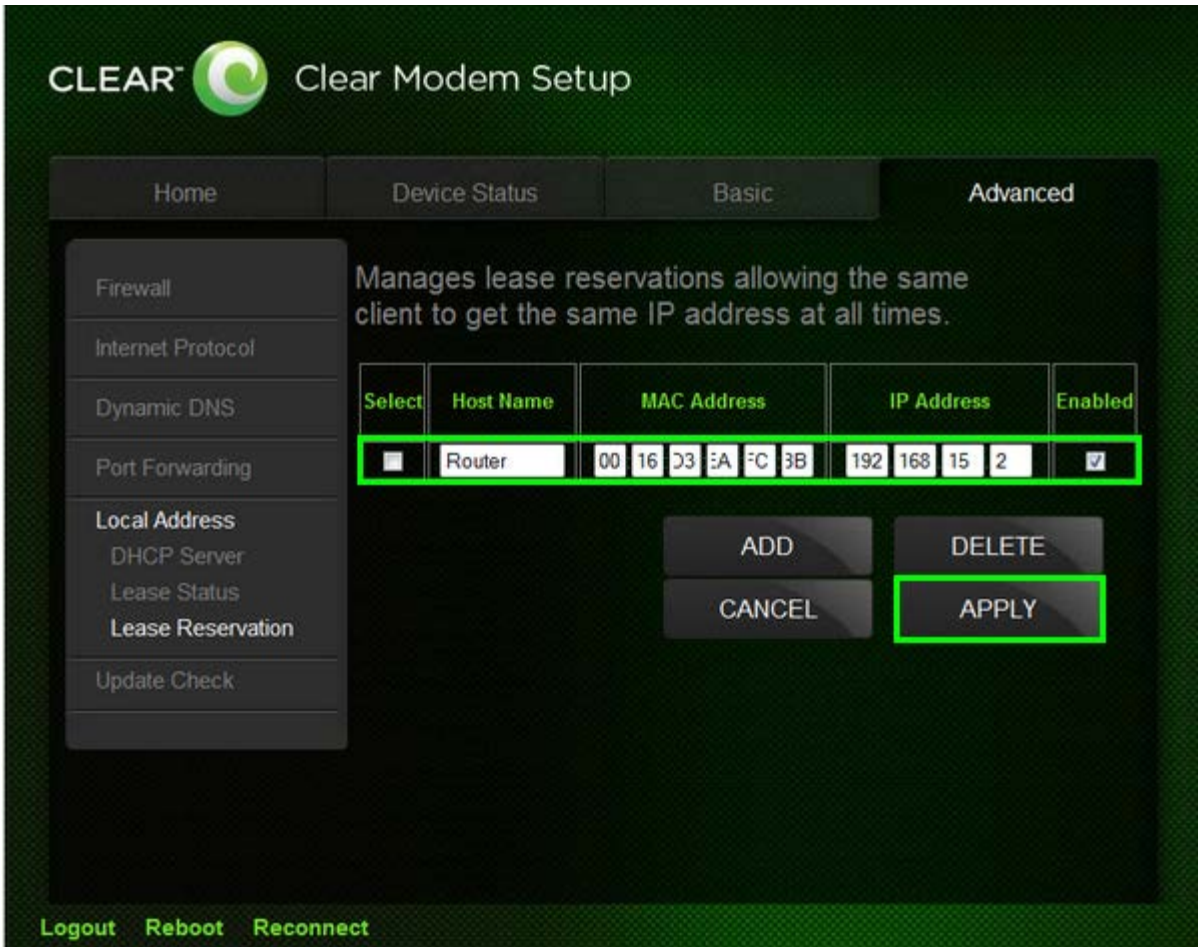 CLEAR™ Clear Modem Setup
Home Device Status Basic Advanced
Firewall
Internet Protocol
Dynamic DNS
Port Forwarding
Local Address
DHCP Server
Lease Status
Lease Reservation
Update Check
Manages lease reservations allowing the same
client to get the same IP address at all times.
Select Host Name MAC Address IP Address Enabled
Router 00 16 192 168 15 2
ADD DELETE
CANCEL APPLY
Logout Reboot Reconnect